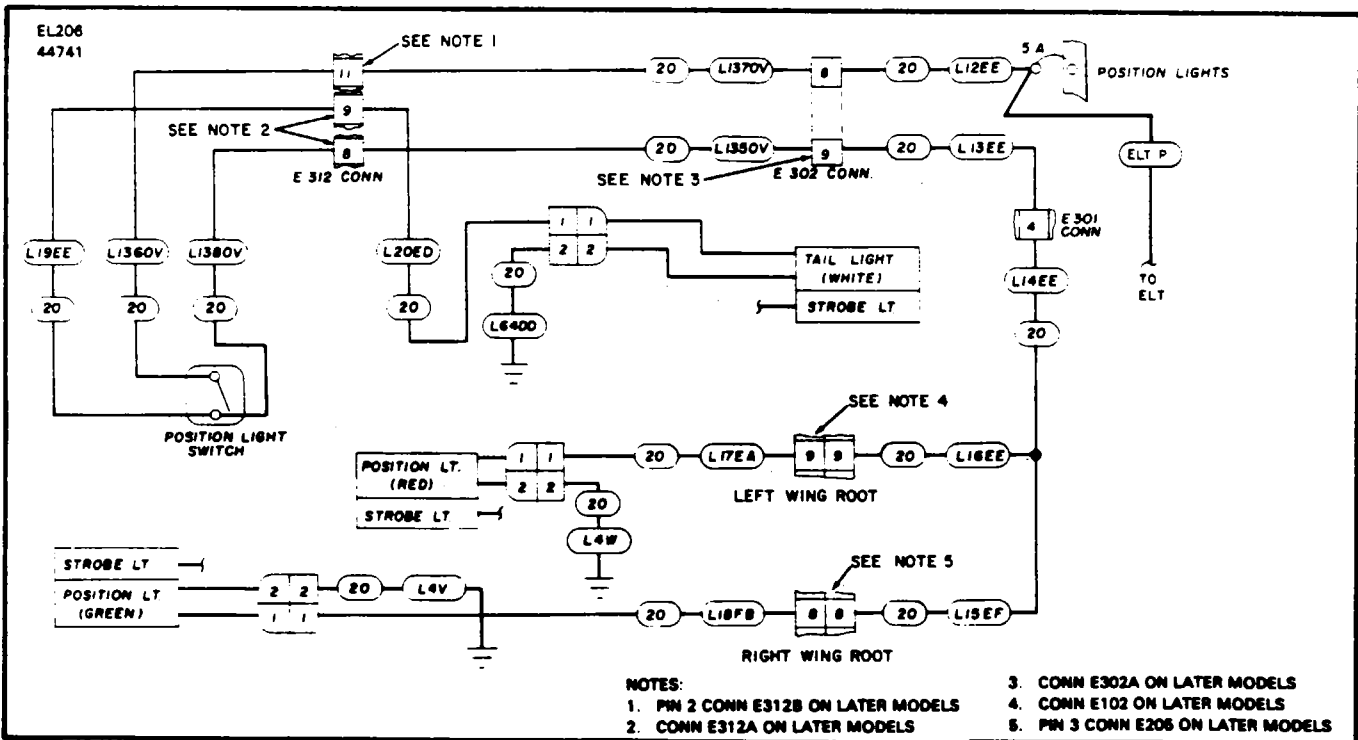 EL206
44741
SEE NOTE 1
11
20
L1370V
8
20
L12EE
5 A
POSITION LIGHTS
9
SEE NOTE 2
8
E 312 CONN
20
L1350V
SEE NOTE 3
9
E 302 CONN.
20
L13EE
ELT P
4
E 301
CONN
L19EE
L1360V
L1380V
L20ED
20
20
20
20
1 1
2 2
20
L64DD
TAIL LIGHT
(WHITE)
STROBE LT
L14EE
20
TO
ELT
POSITION LIGHT
SWITCH
SEE NOTE 4
POSITION LT.
(RED)
STROBE LT.
1 1
2 2
20
L17EA
9 9
20
L16EE
LEFT WING ROOT
20
L4W
STROBE LT
POSITION LT
(GREEN)
2 2
1 1
20
L4V
SEE NOTE 5
20
L18FB
8 8
20
L15EF
RIGHT WING ROOT
NOTES:
1. PIN 2 CONN E312B ON LATER MODELS
2. CONN E312A ON LATER MODELS
3. CONN E302A ON LATER MODELS
4. CONN E102 ON LATER MODELS
5. PIN 3 CONN E205 ON LATER MODELS